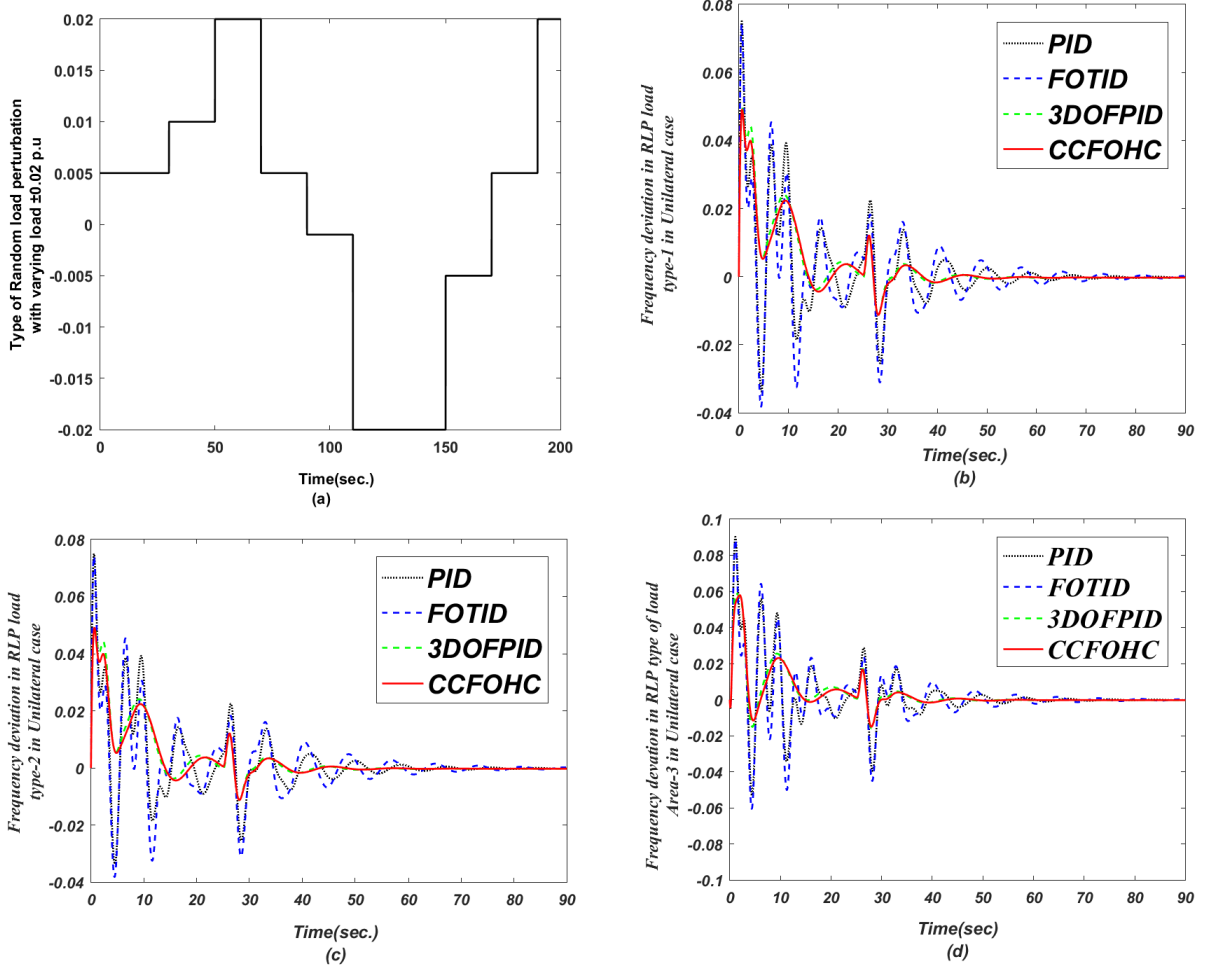 Type of Random load perturbation
with varying load ±0.02 p.u
0.02
0.015
0.01
0.005
0
-0.005
-0.01
-0.015
-0.02
0
50
100
150
200
Time(sec.)
(a)
Frequency deviation in RLP load
type-1 in Unilateral case
0.08
0.06
0.04
0.02
0
-0.02
-0.04
PID
FOTID
3DOFPID
CCFOHC
0
10
20
30
40
50
60
70
80
90
Time(sec.)
(b)
Frequency deviation in RLP load
type-2 in Unilateral case
0.08
0.06
0.04
0.02
0
-0.02
-0.04
PID
FOTID
3DOFPID
CCFOHC
0
10
20
30
40
50
60
70
80
90
Time(sec.)
(c)
Frequency devation in RLP type of load
Area-3 in Unilateral case
0.1
0.08
0.06
0.04
0.02
0
-0.02
-0.04
-0.06
-0.08
-0.1
PID
FOTID
3DOFPID
CCFOHC
0
10
20
30
40
50
60
70
80
90
Time(sec)
(d)